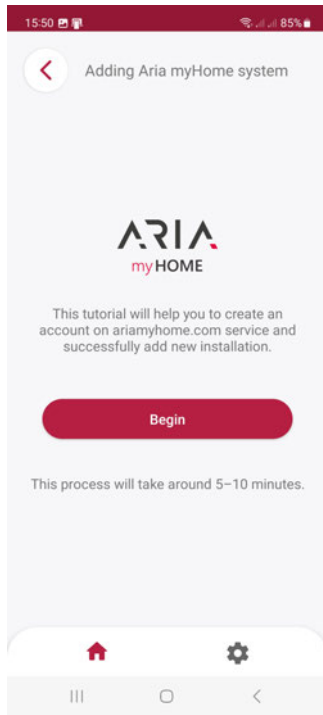 15:50 85%
Adding Aria myHome system
ARIA
myHOME
This tutorial will help you to create an
account on ariamyhome.com service and
successfully add new installation.
Begin
This process will take around 5–10 minutes.